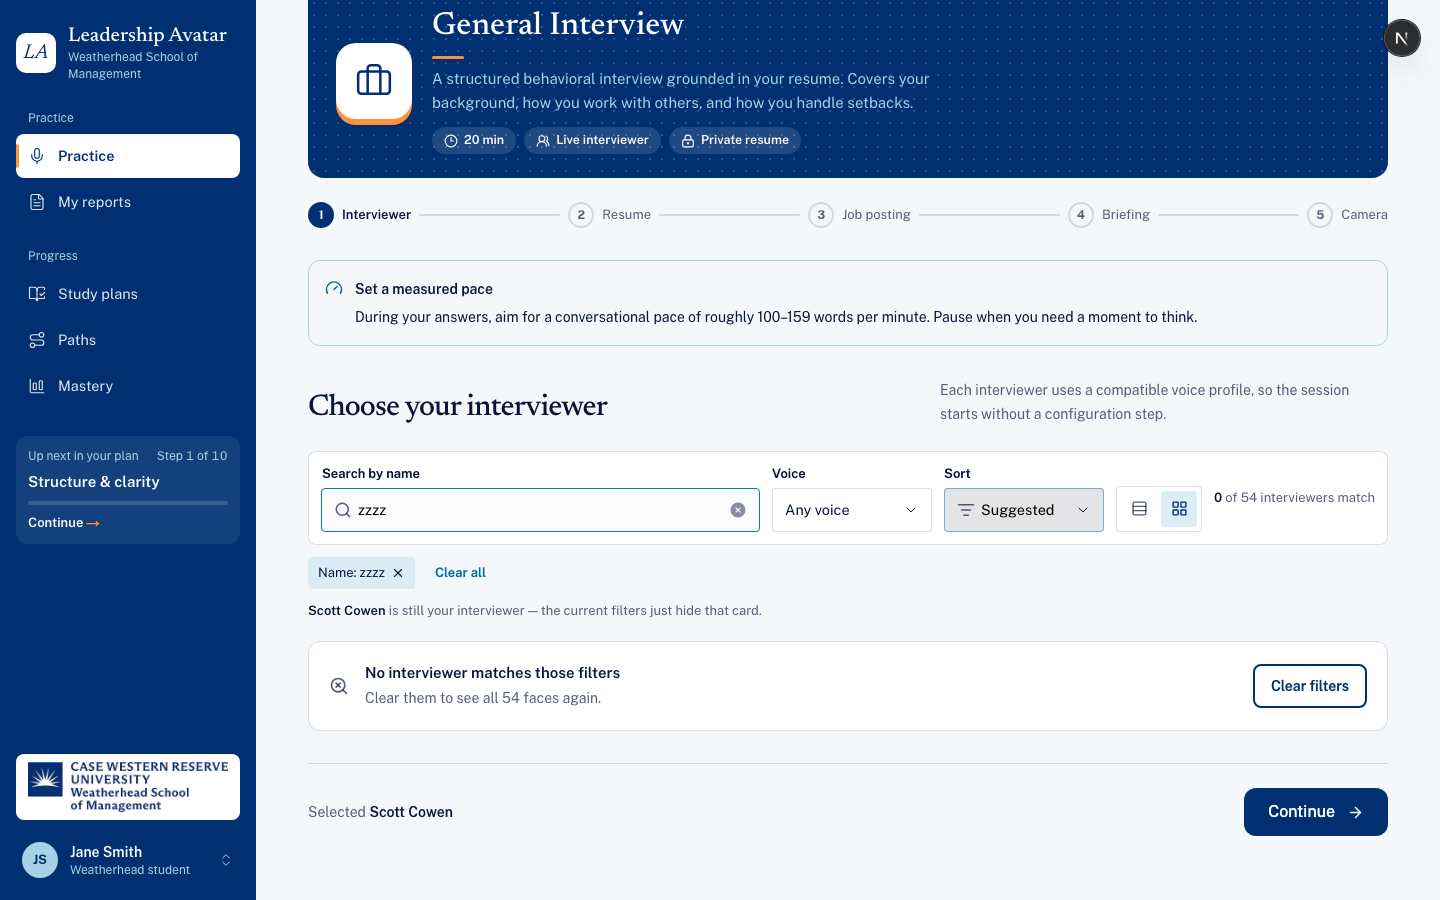 LA
Leadership Avatar
Weatherhead School of
Management
Practice
Practice
My reports
Progress
Study plans
Paths
Mastery
Up next in your plan
Step 1 of 10
Structure & clarity
Continue →
CASE WESTERN RESERVE
UNIVERSITY
Weatherhead School
of Management
JS
Jane Smith
Weatherhead student
General Interview
A structured behavioral interview grounded in your resume. Covers your
background, how you work with others, and how you handle setbacks.
20 min
Live interviewer
Private resume
N
1 Interviewer
2 Resume
3 Job posting
4 Briefing
5 Camera
Set a measured pace
During your answers, aim for a conversational pace of roughly 100–159 words per minute. Pause when you need a moment to think.
Choose your interviewer
Each interviewer uses a compatible voice profile, so the session
starts without a configuration step.
Search by name
zzzz
Voice
Any voice
Sort
Suggested
0 of 54 interviewers match
Name: zzzz
Clear all
Scott Cowen is still your interviewer — the current filters just hide that card.
No interviewer matches those filters
Clear them to see all 54 faces again.
Clear filters
Selected Scott Cowen
Continue →